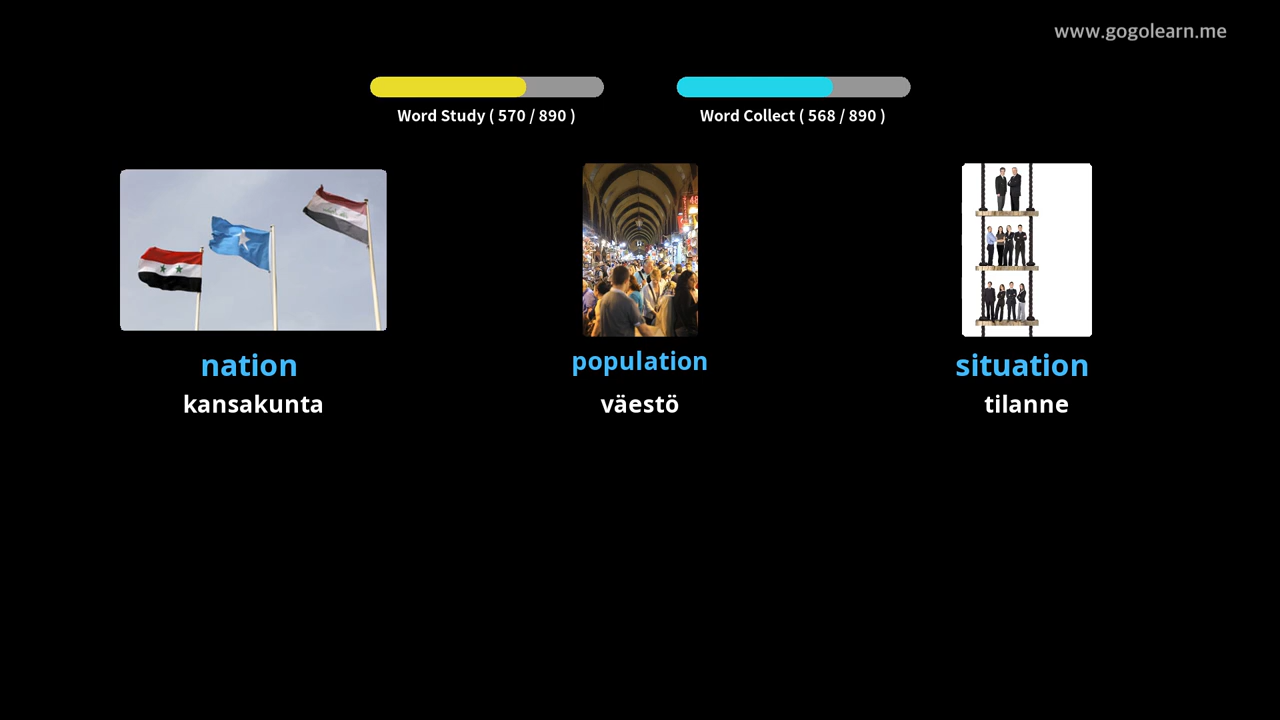 www.gogolearn.me
Word Study ( 570 / 890 )
Word Collect ( 568 / 890 )
nation
kansakunta
population
väestö
situation
tilanne